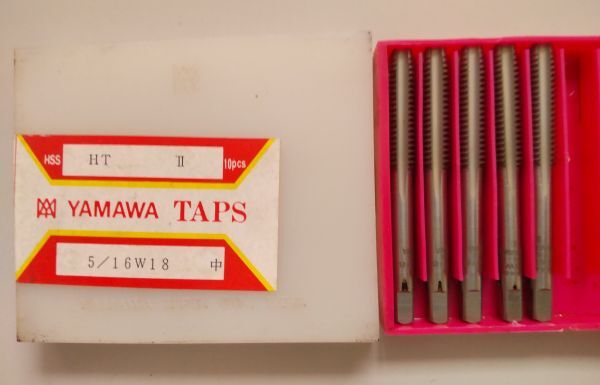 HSS HT II 10pcs
YAMAWA TAPS
5/16W18 中